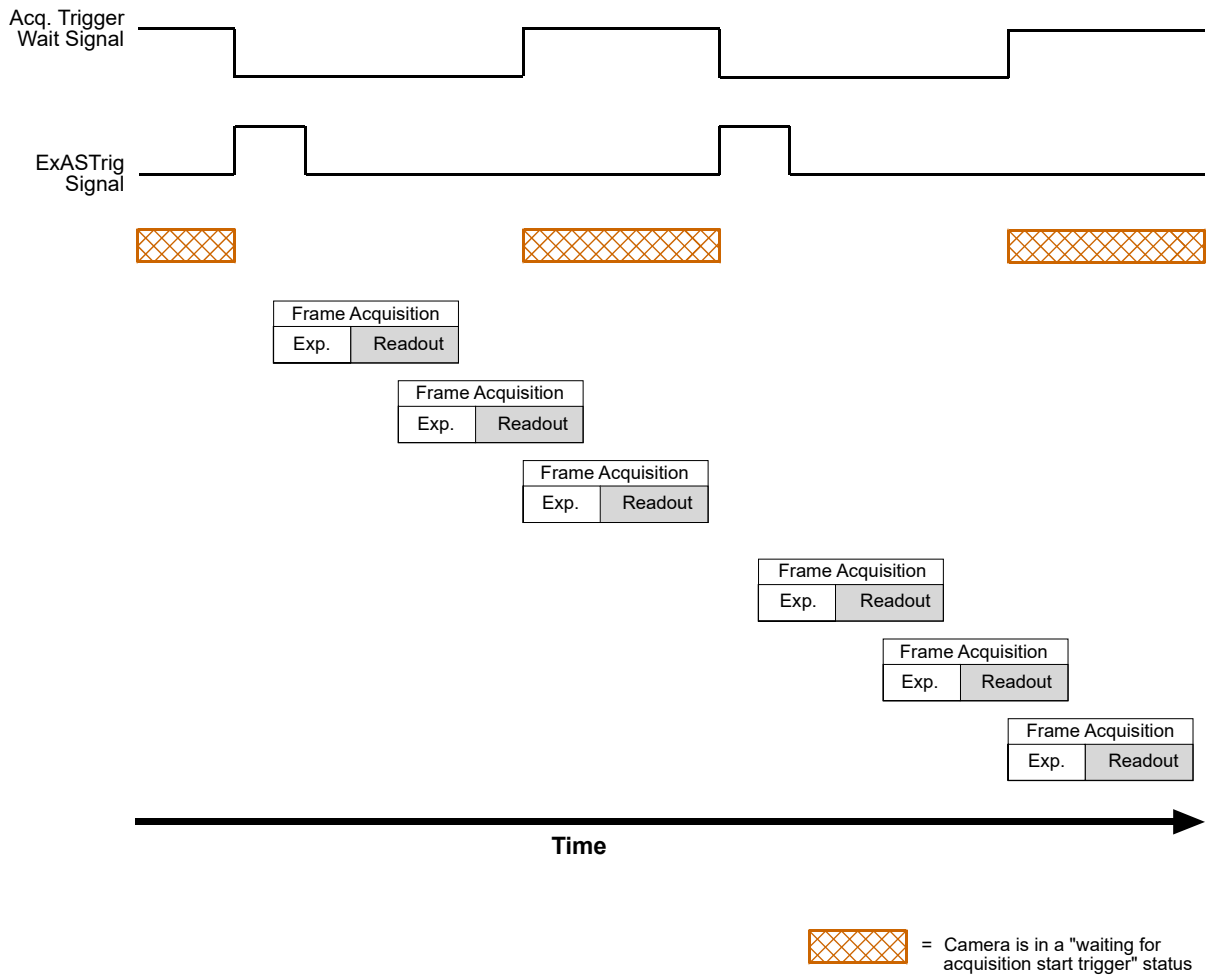 Acq. Trigger
Wait Signal
ExASTrig
Signal
Frame Acquisition
Exp. Readout
Frame Acquisition
Exp. Readout
Frame Acquisition
Exp. Readout
Frame Acquisition
Exp. Readout
Frame Acquisition
Exp. Readout
Frame Acquisition
Exp. Readout
Time
= Camera is in a "waiting for
acquisition start trigger" status